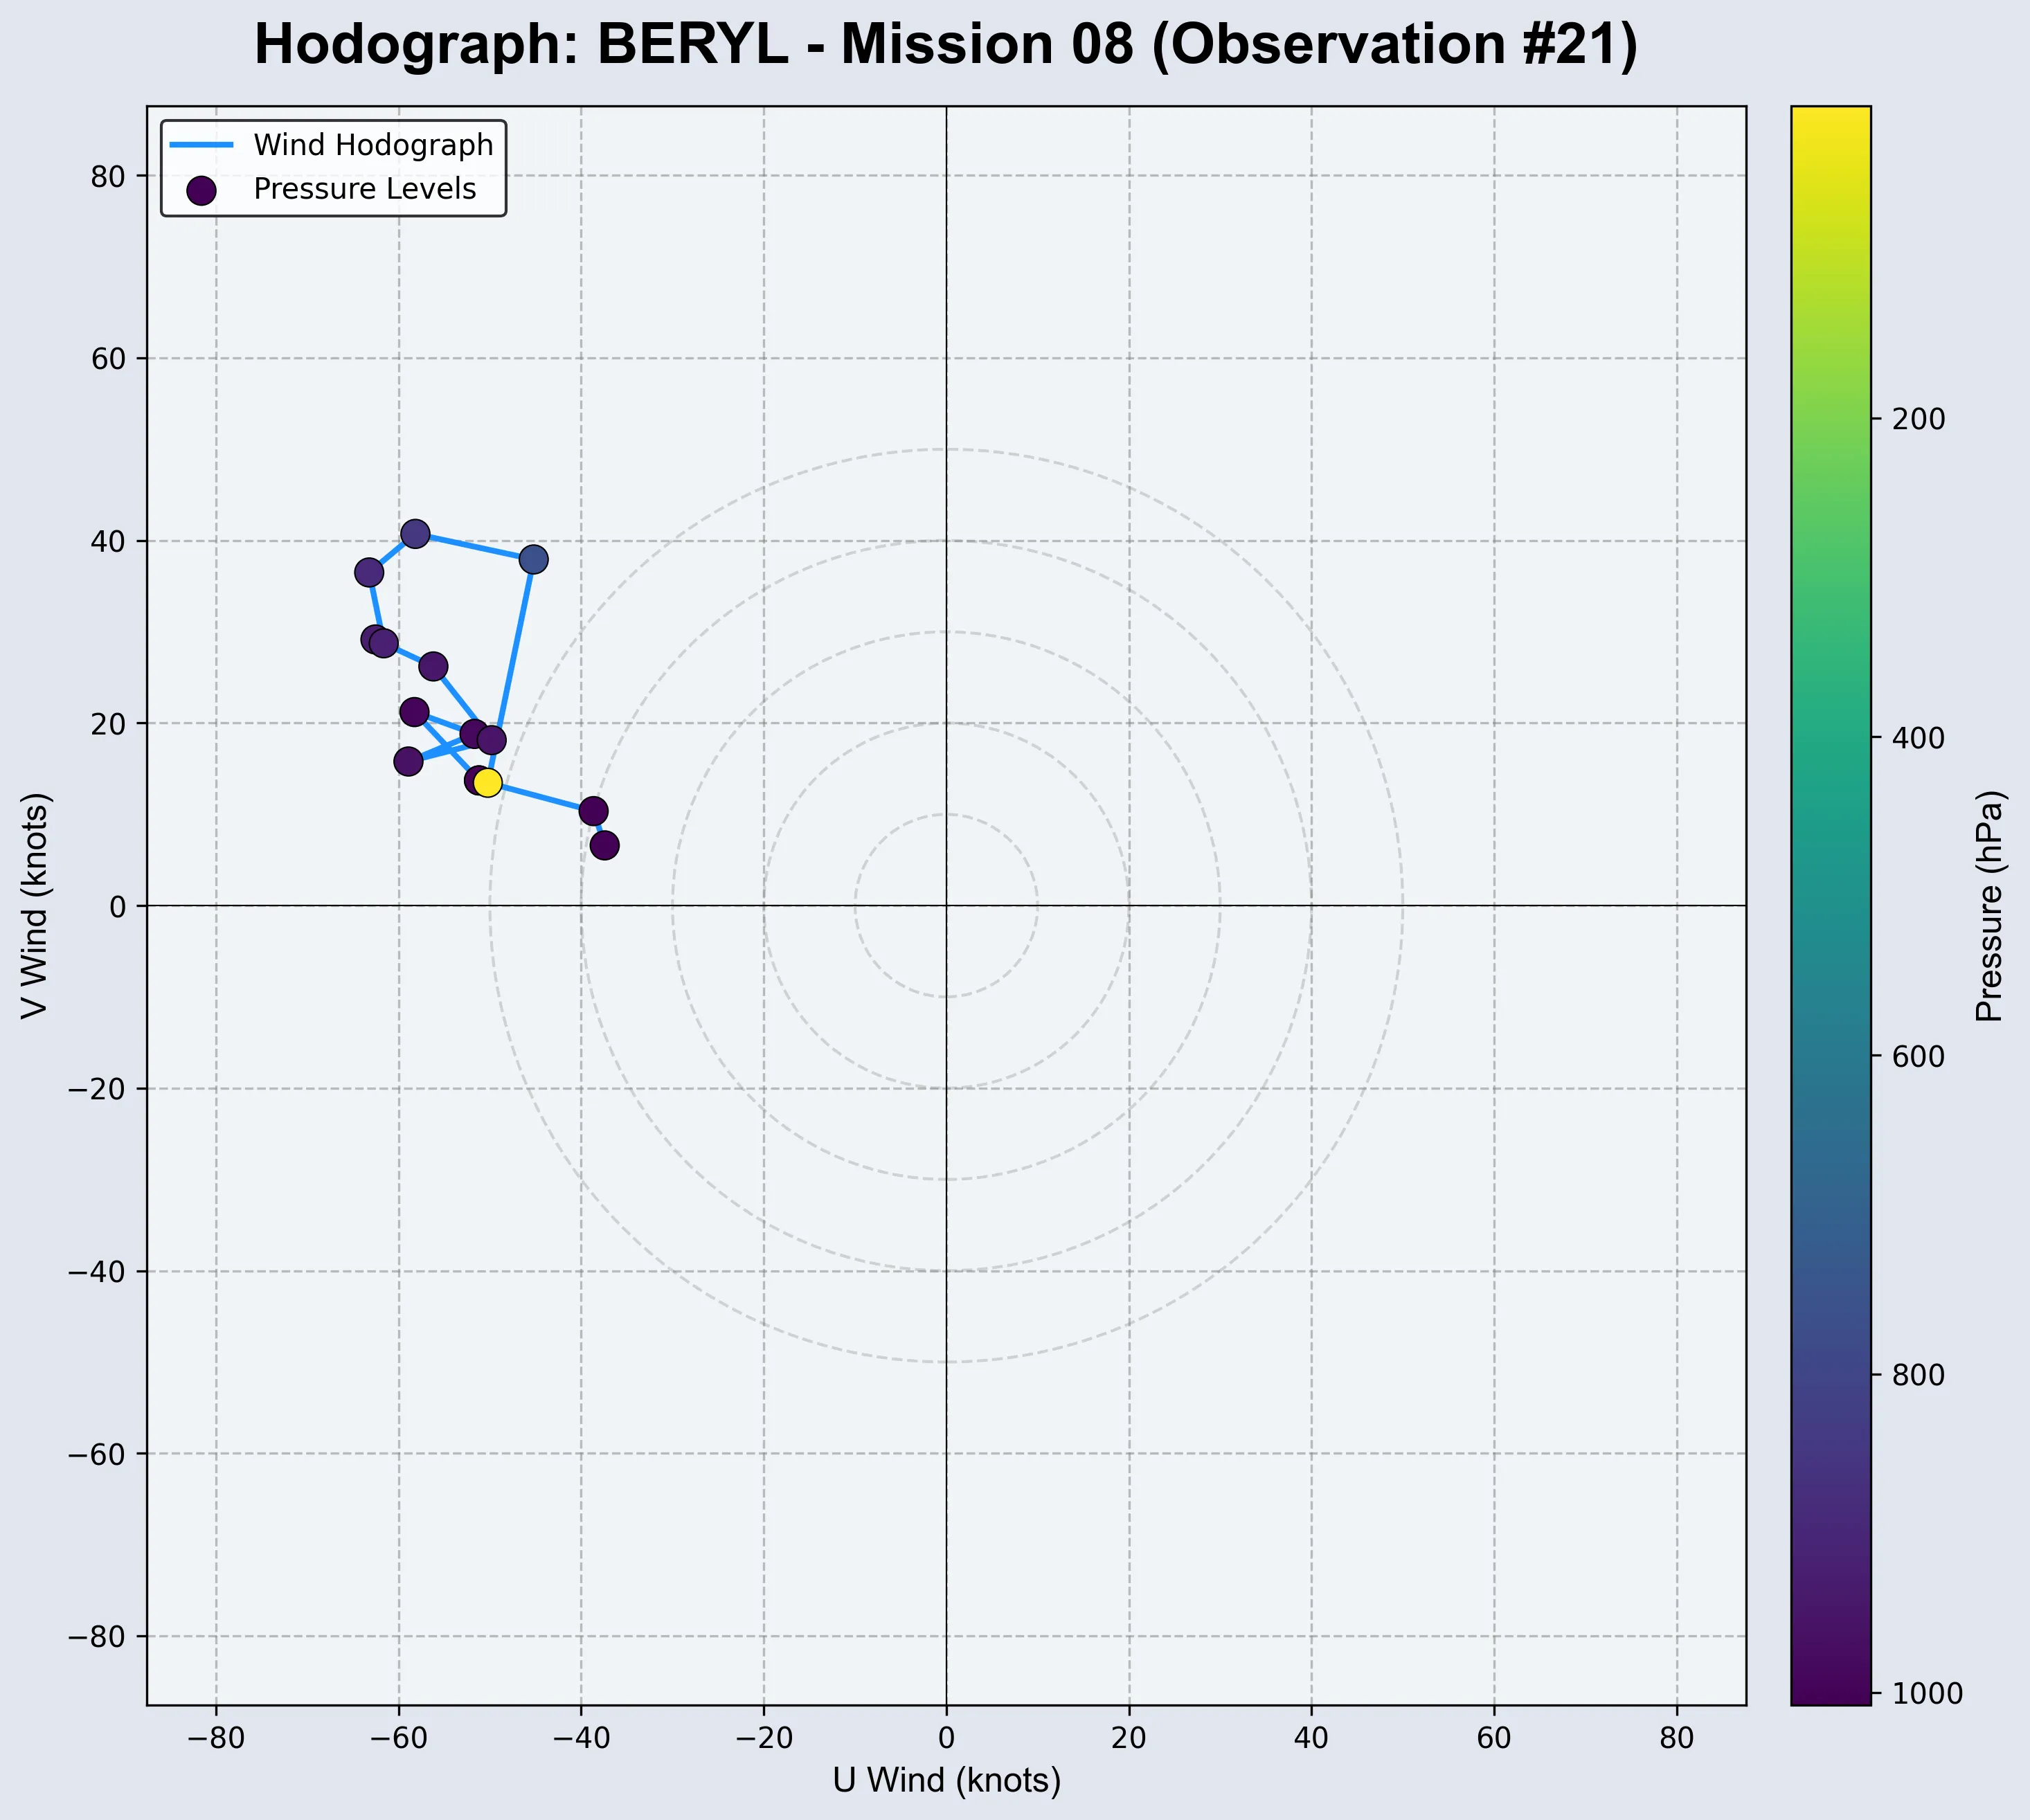 Hodograph: BERYL - Mission 08 (Observation #21)
Wind Hodograph
Pressure Levels
V Wind (knots)
80
60
40
20
0
−20
−40
−60
−80
−80 −60 −40 −20 0 20 40 60 80
U Wind (knots)
200
400
600
800
1000
Pressure (hPa)